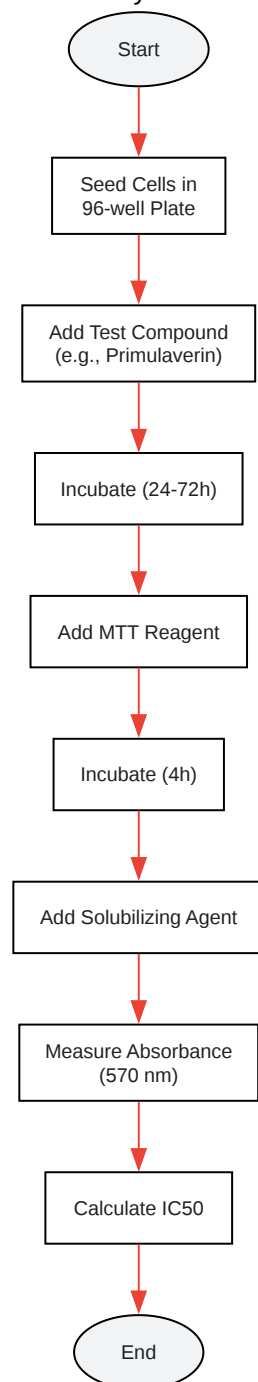 Start
Seed Cells in
96-well Plate
Add Test Compound
(e.g., Primulaverin)
Incubate (24-72h)
Add MTT Reagent
Incubate (4h)
Add Solubilizing Agent
Measure Absorbance
(570 nm)
Calculate IC50
End